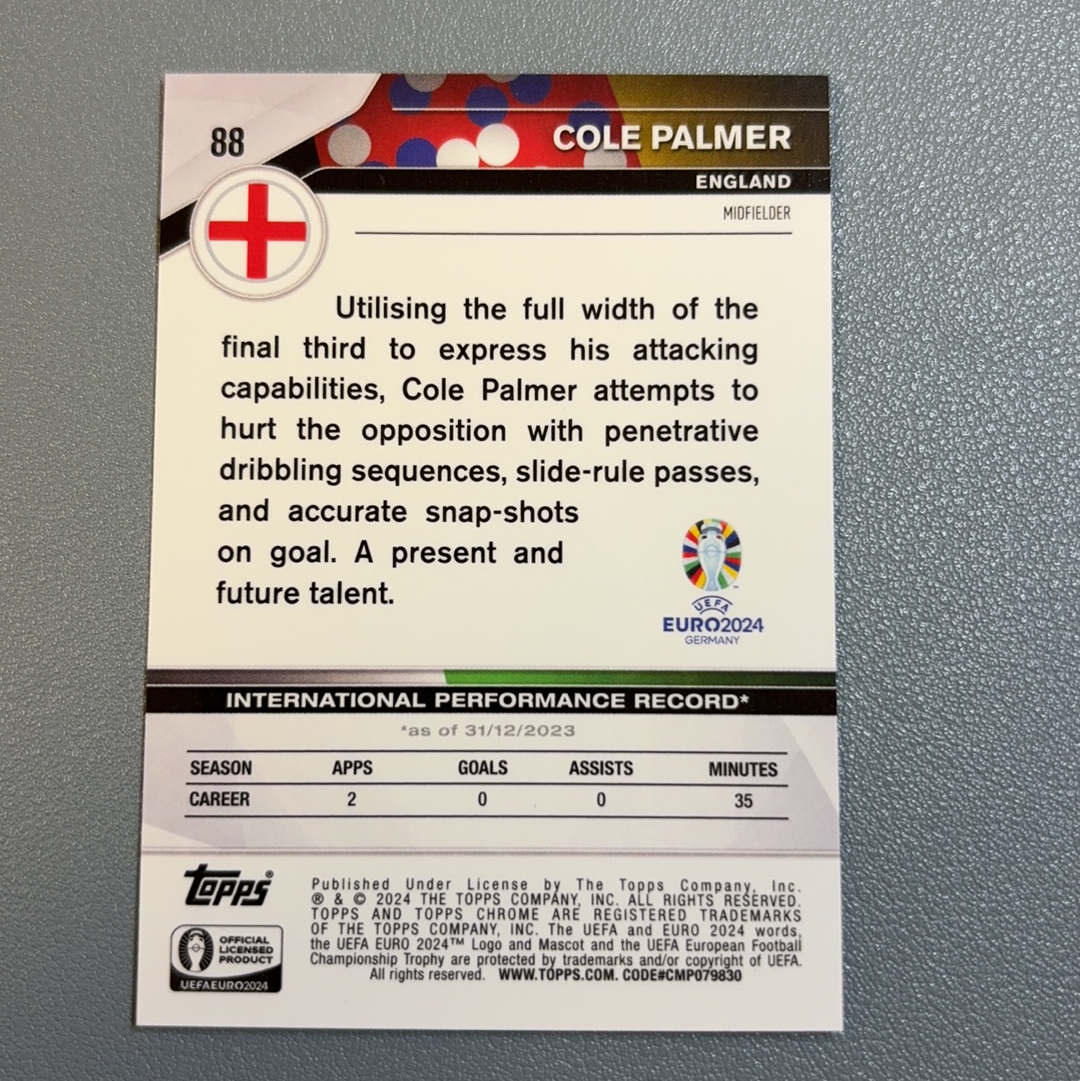 88
COLE PALMER
ENGLAND
MIDFIELDER
Utilising the full width of the
final third to express his attacking
capabilities, Cole Palmer attempts to
hurt the opposition with penetrative
dribbling sequences, slide-rule passes,
and accurate snap-shots
on goal. A present and
future talent.
UEFA
EURO2024
GERMANY
INTERNATIONAL PERFORMANCE RECORD*
*as of 31/12/2023
SEASON APPS GOALS ASSISTS MINUTES
CAREER 2 0 0 35
topps®
OFFICIAL
LICENSED
PRODUCT
UEFAEURO2024
Published Under License by The Topps Company, Inc.
® & © 2024 THE TOPPS COMPANY, INC. ALL RIGHTS RESERVED.
TOPPS AND TOPPS CHROME ARE REGISTERED TRADEMARKS
OF THE TOPPS COMPANY, INC. The UEFA and EURO 2024 words,
the UEFA EURO 2024™ Logo and Mascot and the UEFA European Football
Championship Trophy are protected by trademarks and/or copyright of UEFA.
All rights reserved. WWW.TOPPS.COM. CODE#CMP079830